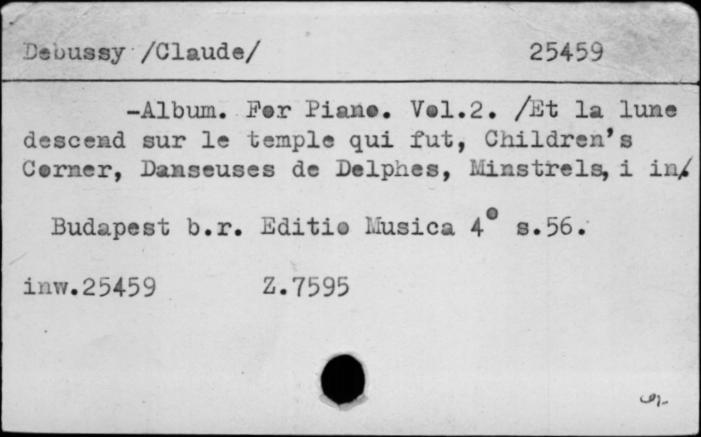 Debussy /Claude/ 25459
-Album. For Piano. Vol.2. /Et la lune
descend sur le temple qui fut, Children's
Corner, Danseuses de Delphes, Minstrels, i in/.
Budapest b.r. Editio Musica 4° s.56.
inw.25459 Z.7595